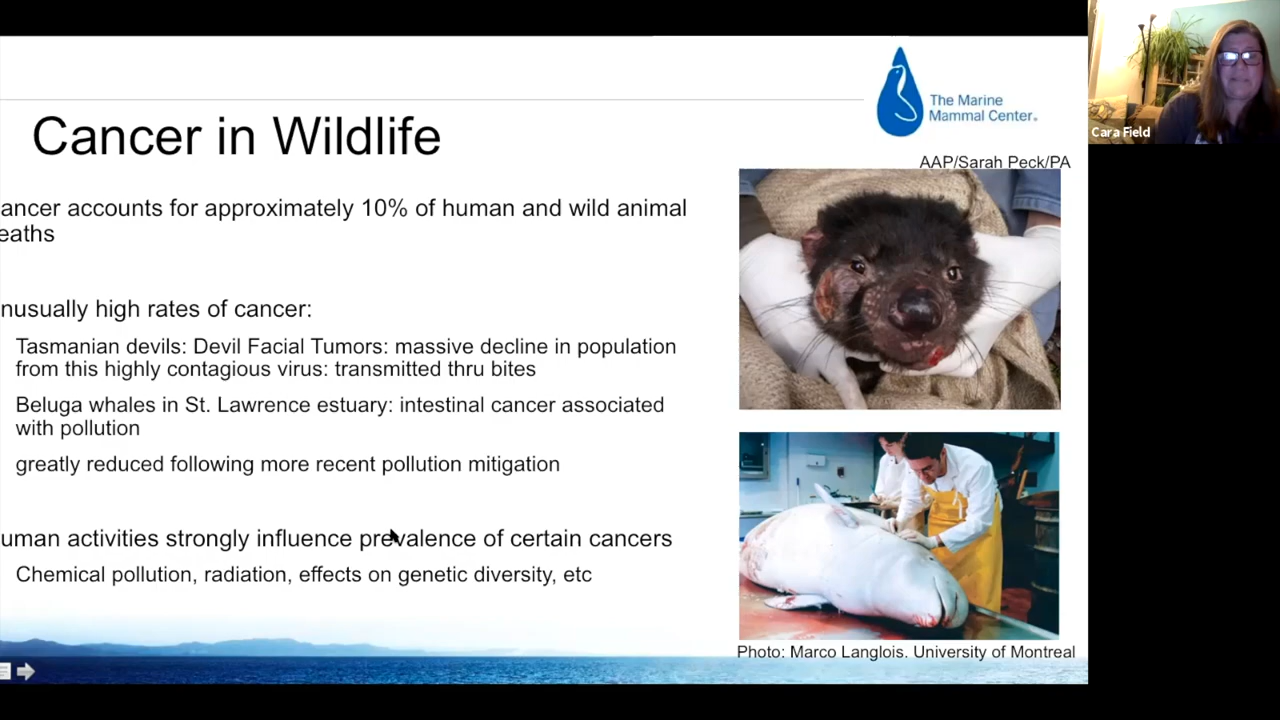 The Marine
Mammal Center®
Cara Field
Cancer in Wildlife
AAP/Sarah Peck/PA
ancer accounts for approximately 10% of human and wild animal
eaths
nusually high rates of cancer:
Tasmanian devils: Devil Facial Tumors: massive decline in population
from this highly contagious virus: transmitted thru bites
Beluga whales in St. Lawrence estuary: intestinal cancer associated
with pollution
greatly reduced following more recent pollution mitigation
uman activities strongly influence prevalence of certain cancers
Chemical pollution, radiation, effects on genetic diversity, etc
Photo: Marco Langlois. University of Montreal